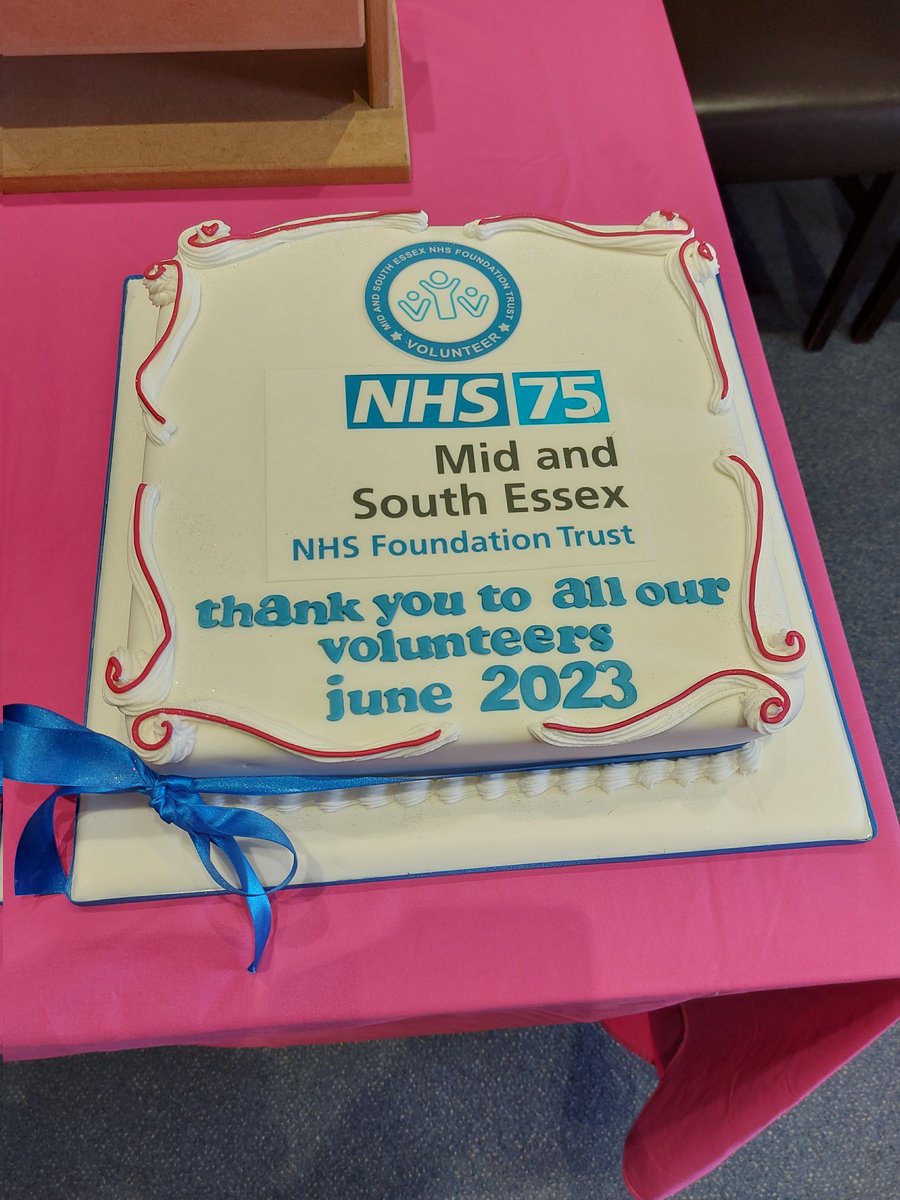 MID AND SOUTH ESSEX NHS FOUNDATION TRUST
VOLUNTEER
NHS 75
Mid and
South Essex
NHS Foundation Trust
thank you to all our
volunteers
june 2023